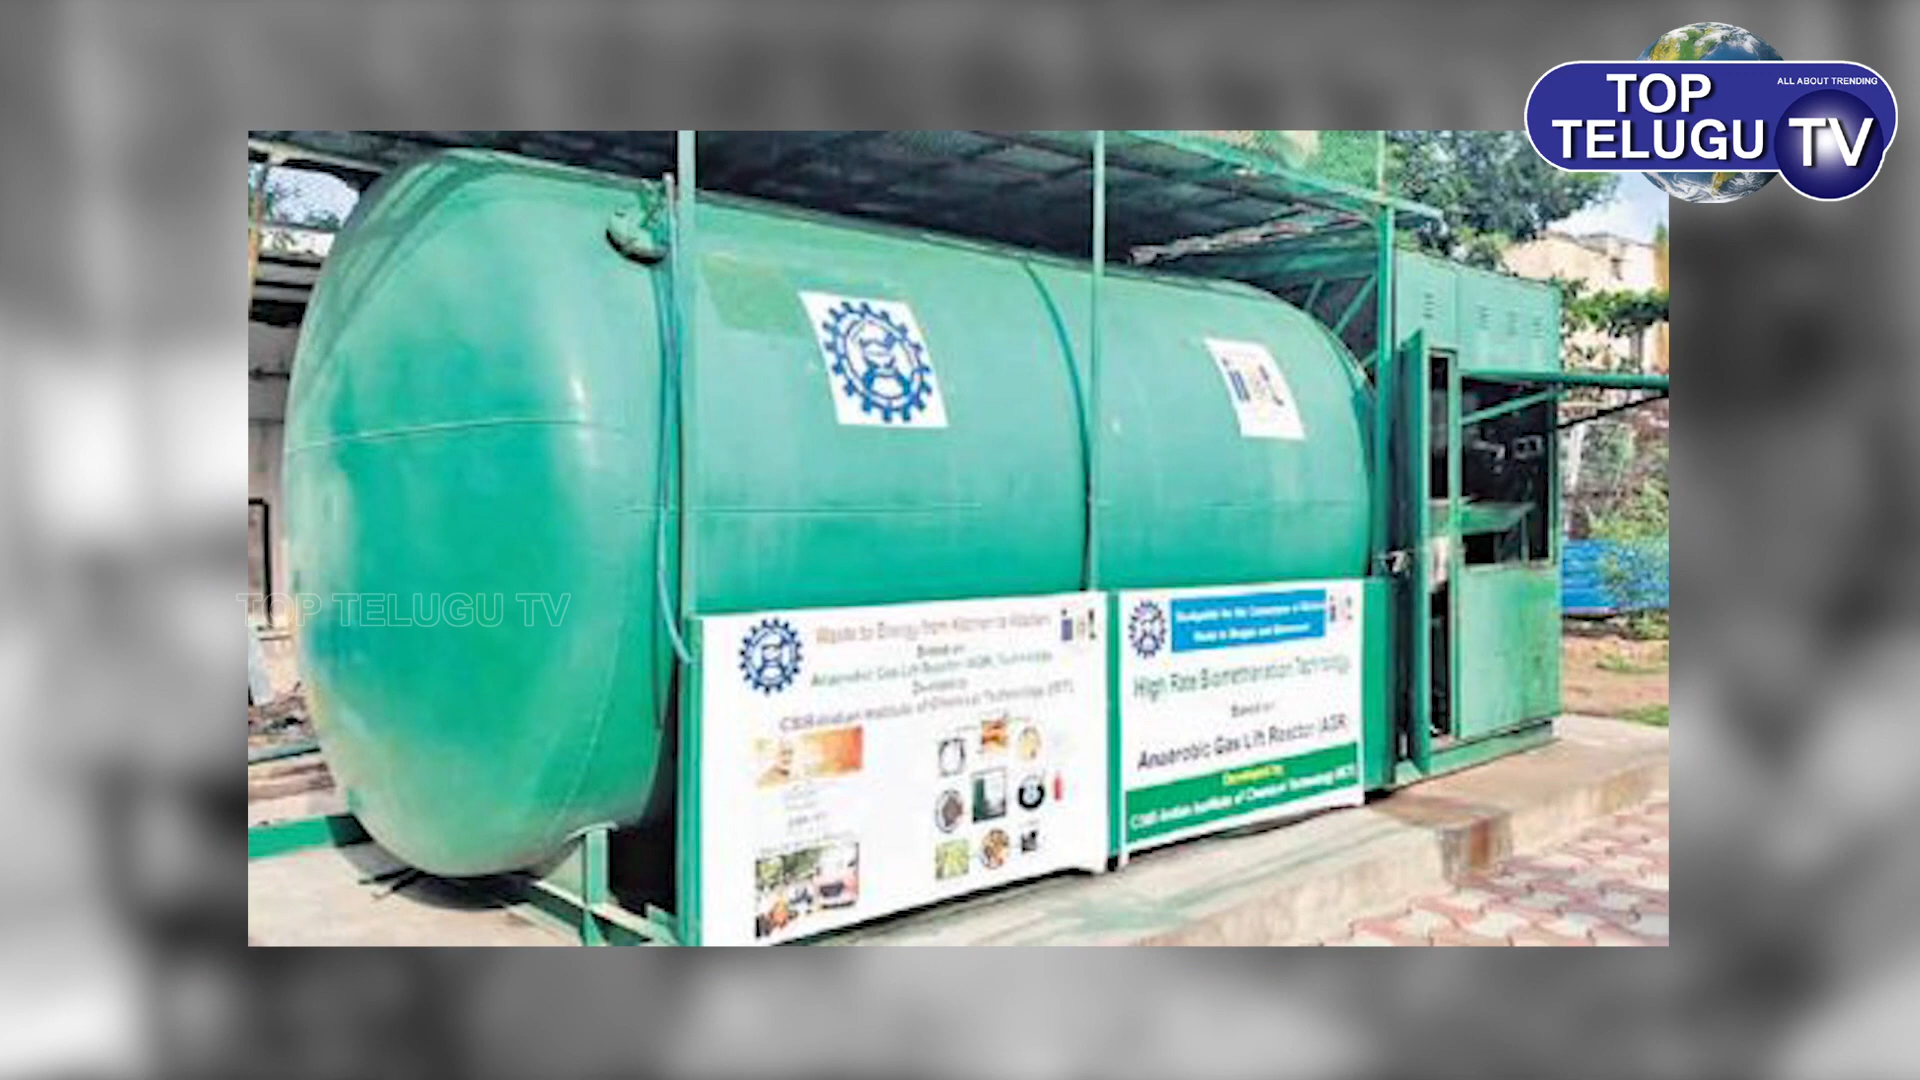 ALL ABOUT TRENDING
TOP
TELUGU TV
TOP TELUGU TV
Waste to Energy from Kitchen to Kitchen
Based on
Anaerobic Gas Lift Reactor (AGR) Technology
Developed by
CSIR-Indian Institute of Chemical Technology (IICT)
High Rate Biomethanation Technology
Based on
Anaerobic Gas Lift Reactor (AGR)
Developed by
CSIR-Indian Institute of Chemical Technology (IICT)